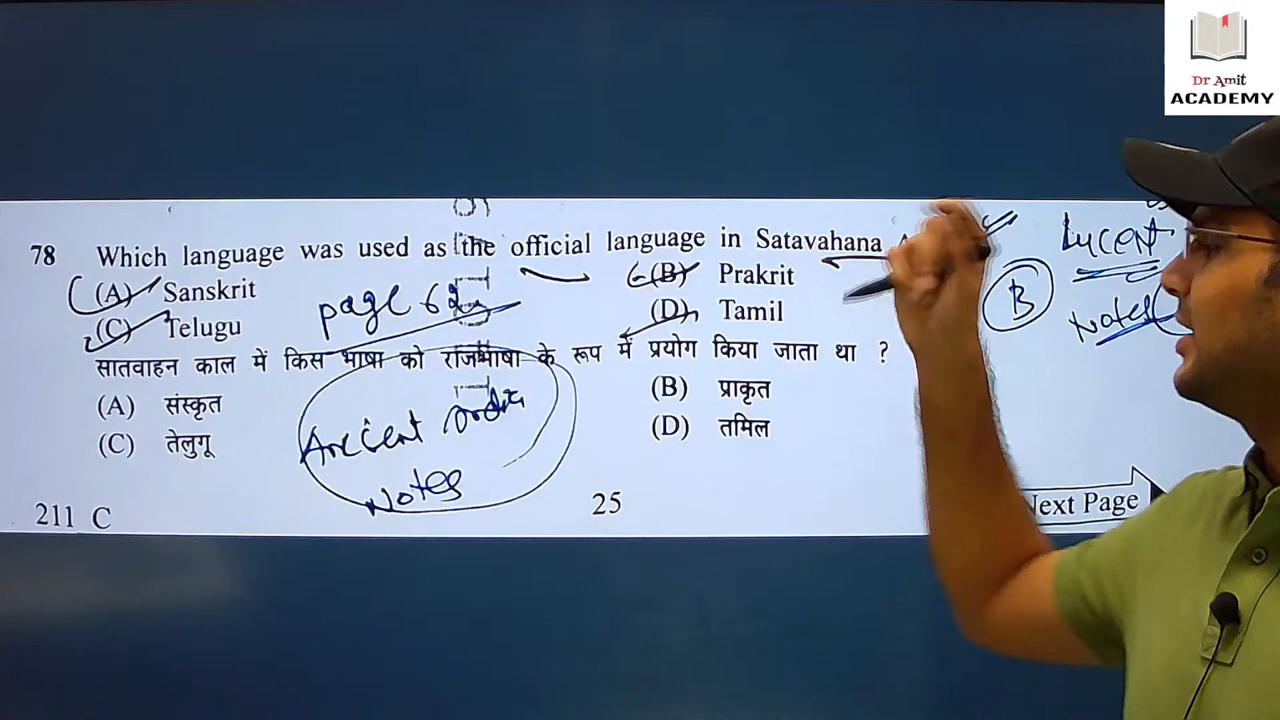 Dr Amit
ACADEMY
78 Which language was used as the official language in Satavahana
(A) Sanskrit (B) Prakrit
(C) Telugu (D) Tamil
page 62
सातवाहन काल में किस भाषा को राजभाषा के रूप में प्रयोग किया जाता था ?
(A) संस्कृत (B) प्राकृत
(C) तेलुगू (D) तमिल
Ancient India
Notes
Lucent
B
Notes
211 C 25 Next Page